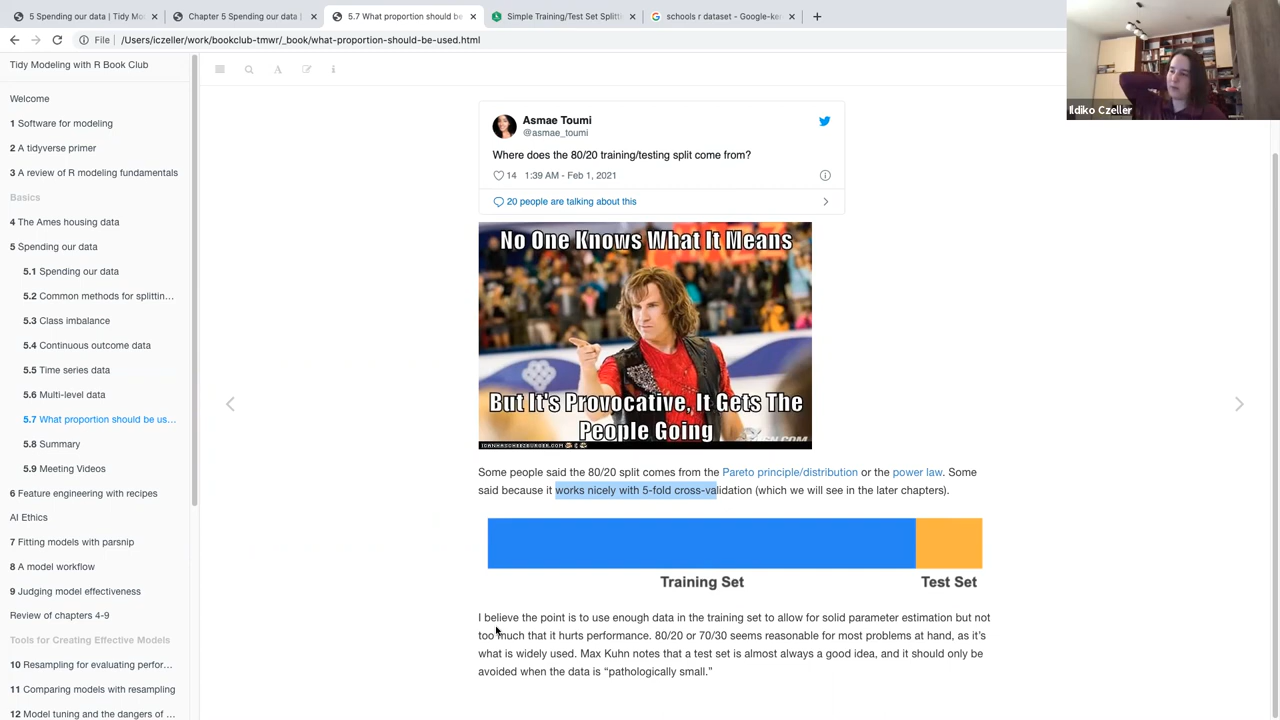 5 Spending our data | Tidy Mo
Chapter 5 Spending our data |
5.7 What proportion should be
Simple Training/Test Set Splitti
schools r dataset - Google-ker
File
/Users/iczeller/work/bookclub-tmwr/_book/what-proportion-should-be-used.html
Ildiko Czeller
Tidy Modeling with R Book Club
Welcome
1 Software for modeling
2 A tidyverse primer
3 A review of R modeling fundamentals
Basics
4 The Ames housing data
5 Spending our data
5.1 Spending our data
5.2 Common methods for splittin…
5.3 Class imbalance
5.4 Continuous outcome data
5.5 Time series data
5.6 Multi-level data
5.7 What proportion should be us…
5.8 Summary
5.9 Meeting Videos
6 Feature engineering with recipes
AI Ethics
7 Fitting models with parsnip
8 A model workflow
9 Judging model effectiveness
Review of chapters 4-9
Tools for Creating Effective Models
10 Resampling for evaluating perfor…
11 Comparing models with resampling
12 Model tuning and the dangers of …
A
i
Asmae Toumi
@asmae_toumi
Where does the 80/20 training/testing split come from?
14 1:39 AM - Feb 1, 2021
20 people are talking about this
No One Knows What It Means
But It's Provocative, It Gets The
People Going
ICANHASCHEEZBURGER.COM
Some people said the 80/20 split comes from the Pareto principle/distribution or the power law. Some
said because it works nicely with 5-fold cross-validation (which we will see in the later chapters).
Training Set
Test Set
I believe the point is to use enough data in the training set to allow for solid parameter estimation but not
too much that it hurts performance. 80/20 or 70/30 seems reasonable for most problems at hand, as it's
what is widely used. Max Kuhn notes that a test set is almost always a good idea, and it should only be
avoided when the data is “pathologically small.”